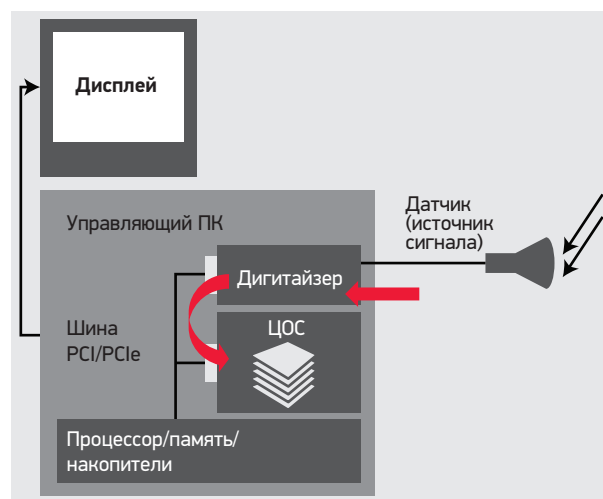 Дисплей
Управляющий ПК
Датчик
(источник
сигнала)
Дигитайзер
ЦОС
Шина
PCI/PCIe
Процессор/память/
накопители